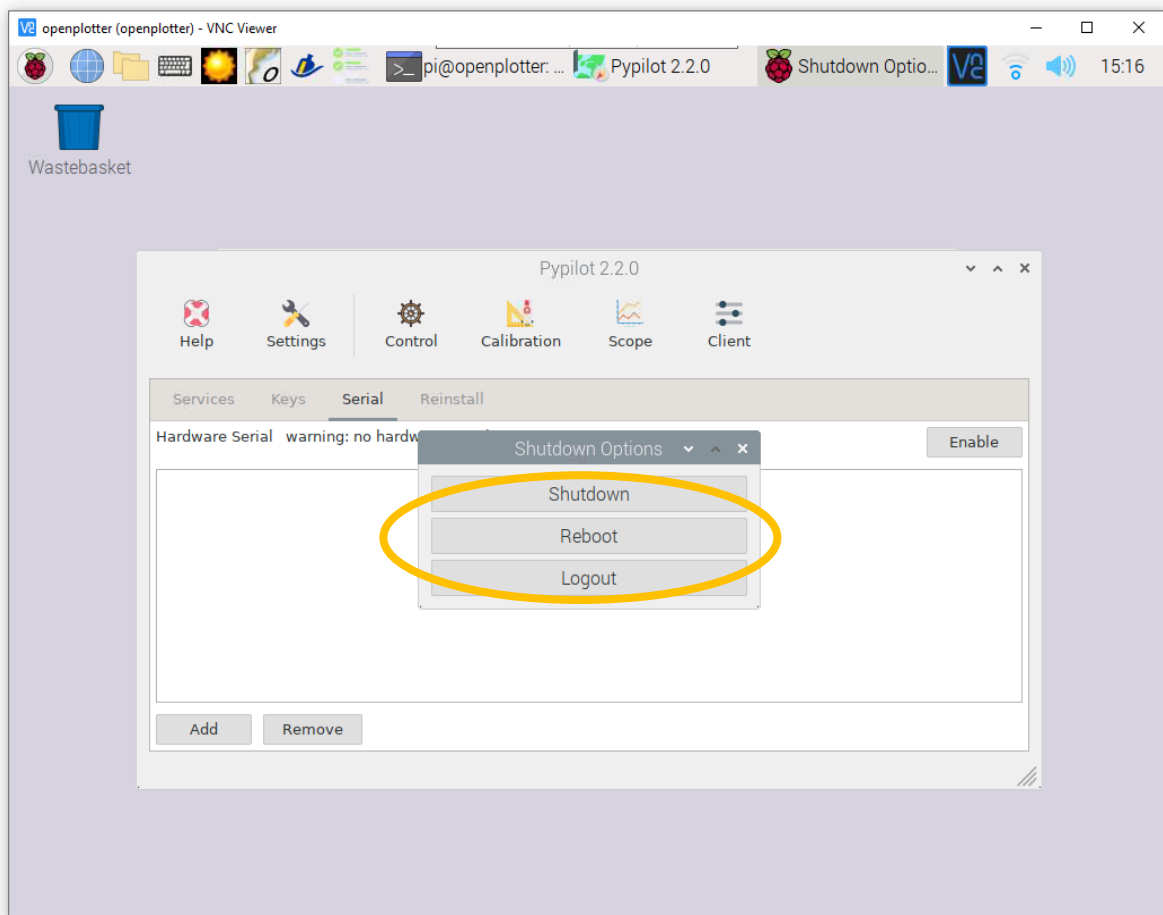 openplotter (openplotter) - VNC Viewer
pi@openplotter: ... Pypilot 2.2.0 Shutdown Optio... 15:16
Wastebasket
Pypilot 2.2.0
Help Settings Control Calibration Scope Client
Services Keys Serial Reinstall
Hardware Serial warning: no hardw
Enable
Shutdown Options
Shutdown
Reboot
Logout
Add Remove